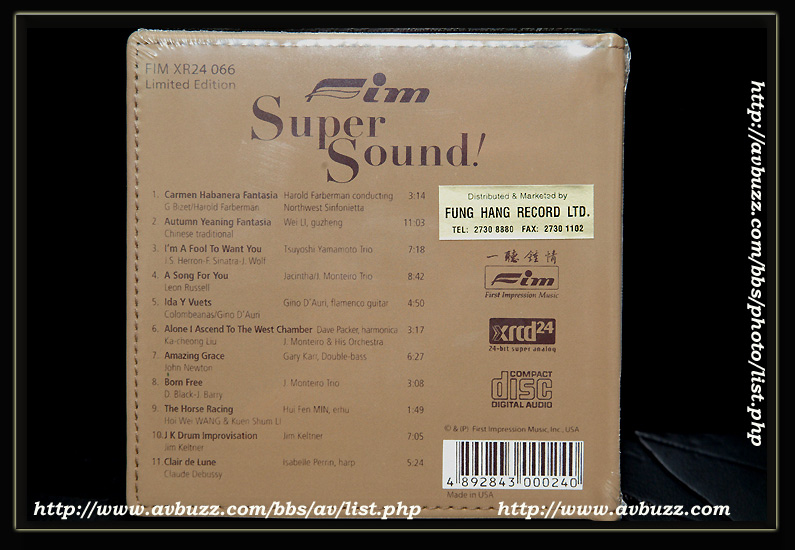 FIM XR24 066
Limited Edition
Fim
Super
Sound!
1. Carmen Habanera Fantasia Harold Farberman conducting 3:14
G Bizet/Harold Farberman Northwest Sinfonietta
2. Autumn Yeaning Fantasia Wei LI, guzheng 11:03
Chinese traditional
3. I'm A Fool To Want You Tsuyoshi Yamamoto Trio 7:18
J.S. Herron-F. Sinatra-J. Wolf
4. A Song For You Jacintha/J. Monteiro Trio 8:42
Leon Russell
5. Ida Y Vuets Gino D'Auri, flamenco guitar 4:50
Colombeanas/Gino D'Auri
6. Alone I Ascend To The West Chamber Dave Packer, harmonica 3:17
Ka-cheong Liu J. Monteiro & His Orchestra
7. Amazing Grace Gary Karr, Double-bass 6:27
John Newton
8. Born Free J. Monteiro Trio 3:08
D. Black-J. Barry
9. The Horse Racing Hui Fen MIN, erhu 1:49
Hoi Wei WANG & Kuen Shum LI
10. J K Drum Improvisation Jim Keltner 7:05
Jim Keltner
11. Clair de Lune Isabelle Perrin, harp 5:24
Claude Debussy
Distributed & Marketed by
FUNG HANG RECORD LTD.
TEL: 2730 8880 FAX: 2730 1102
一聽鍾情
Fim
First Impression Music
xrcd24
24-bit super analog
COMPACT
disc
DIGITAL AUDIO
© & (P). First Impression Music, Inc., USA
4 892843 000240
Made in USA
http://avbuzz.com/bbs/photo/list.php
http://www.avbuzz.com/bbs/av/list.php
http://www.avbuzz.com